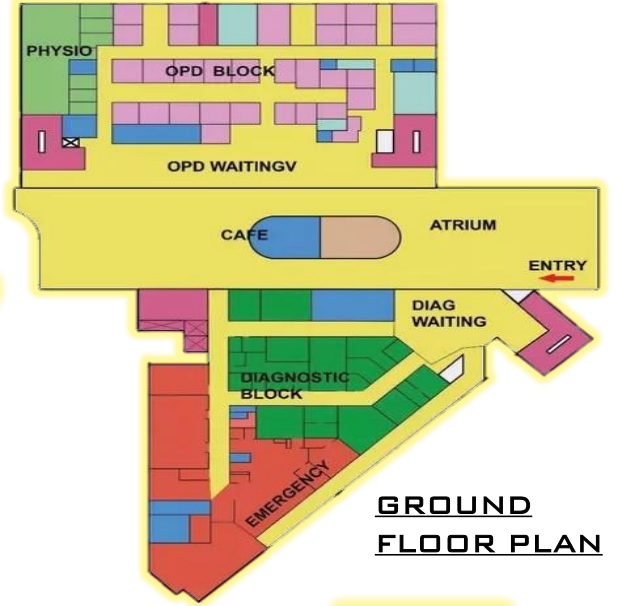 PHYSIO
OPD BLOCK
OPD WAITINGV
CAFE
ATRIUM
ENTRY
DIAG
WAITING
DIAGNOSTIC
BLOCK
EMERGENCY
GROUND
FLOOR PLAN